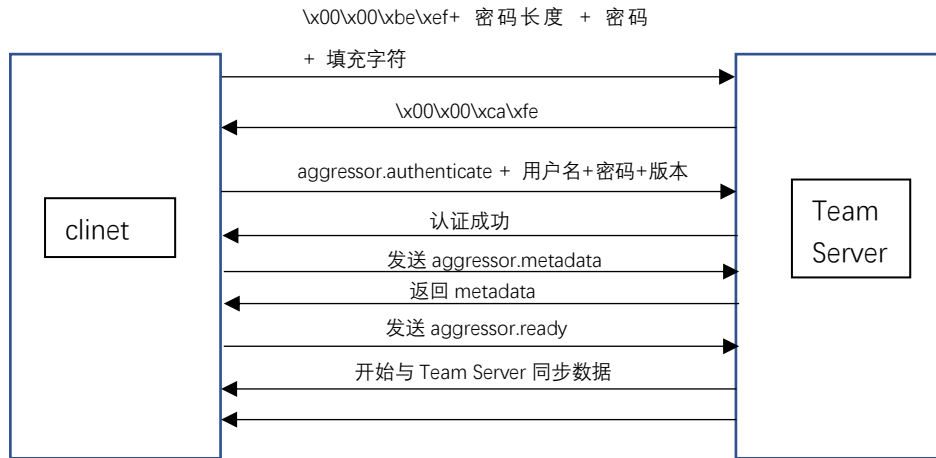 \x00\x00\xbe\xef+ 密码长度 + 密码
+ 填充字符
\x00\x00\xca\xfe
aggressor.authenticate + 用户名+密码+版本
认证成功
发送 aggressor.metadata
返回 metadata
发送 aggressor.ready
开始与 Team Server 同步数据
clinet
Team
Server